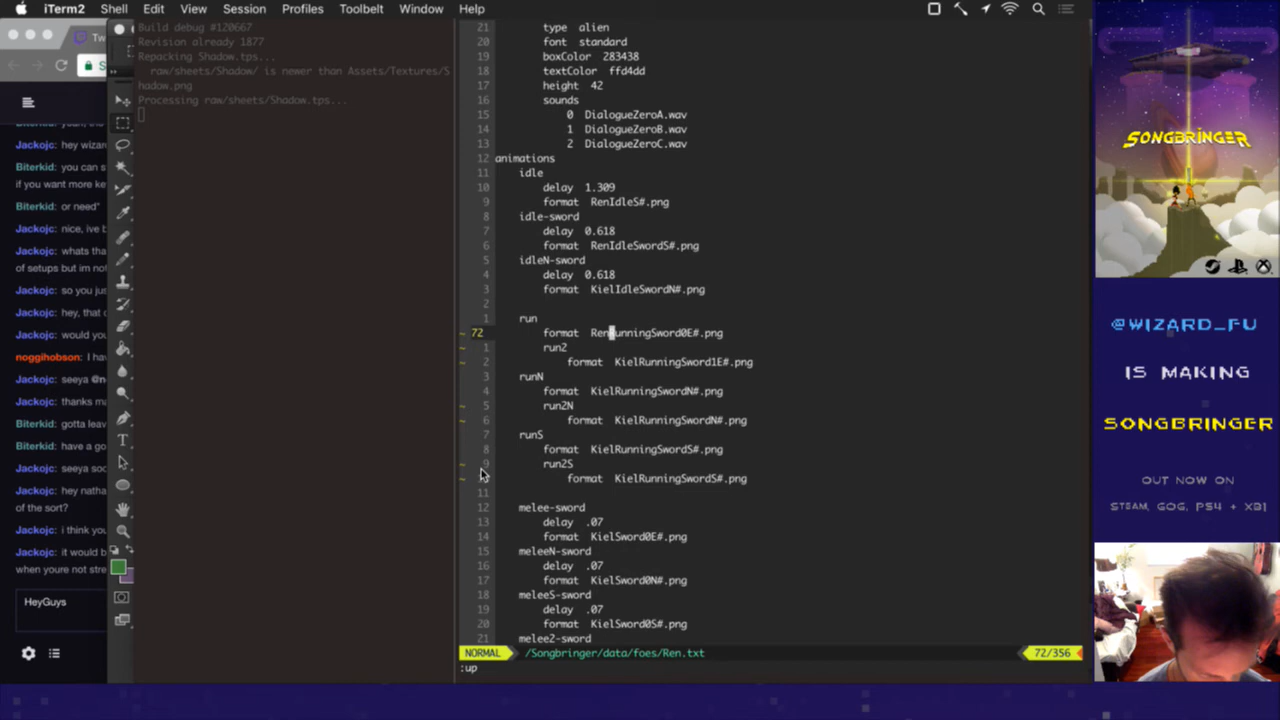 iTerm2 Shell Edit View Session Profiles Toolbelt Window Help
Tw
S
Jackojc: hey wizar
Biterkid: you can s
if you want more ke
Biterkid: or need"
Jackojc: nice, ive b
Jackojc: whats tha
of setups but im not
Jackojc: so you jus
Jackojc: hey, that c
Jackojc: would you
noggihobson: I hav
Jackojc: seeya @n
Jackojc: thanks ma
Biterkid: gotta leav
Biterkid: have a go
Jackojc: seeya soo
Jackojc: hey natha
of the sort?
Jackojc: i think you
Jackojc: it would b
when youre not stre
HeyGuys
Build debug #120667
Revision already 1877
Repacking Shadow.tps...
raw/sheets/Shadow/ is newer than Assets/Textures/S
hadow.png
Processing raw/sheets/Shadow.tps...
21 type alien
20 font standard
19 boxColor 283438
18 textColor ffd4dd
17 height 42
16 sounds
15 0 DialogueZeroA.wav
14 1 DialogueZeroB.wav
13 2 DialogueZeroC.wav
12 animations
11 idle
10 delay 1.309
9 format RenIdleS#.png
8 idle-sword
7 delay 0.618
6 format RenIdleSwordS#.png
5 idleN-sword
4 delay 0.618
3 format KielIdleSwordN#.png
2
1 run
~ 72 format RenRunningSword0E#.png
~ 1 run2
~ 2 format KielRunningSword1E#.png
3 runN
4 format KielRunningSwordN#.png
~ 5 run2N
~ 6 format KielRunningSwordN#.png
7 runS
8 format KielRunningSwordS#.png
~ 9 run2S
~ format KielRunningSwordS#.png
11
12 melee-sword
13 delay .07
14 format KielSword0E#.png
15 meleeN-sword
16 delay .07
17 format KielSword0N#.png
18 meleeS-sword
19 delay .07
20 format KielSword0S#.png
21 melee2-sword
NORMAL /Songbringer/data/foes/Ren.txt 72/356
:up
SONGBRINGER
@WIZARD_FU
IS MAKING
SONGBRINGER
OUT NOW ON
STEAM, GOG, PS4 + XB1